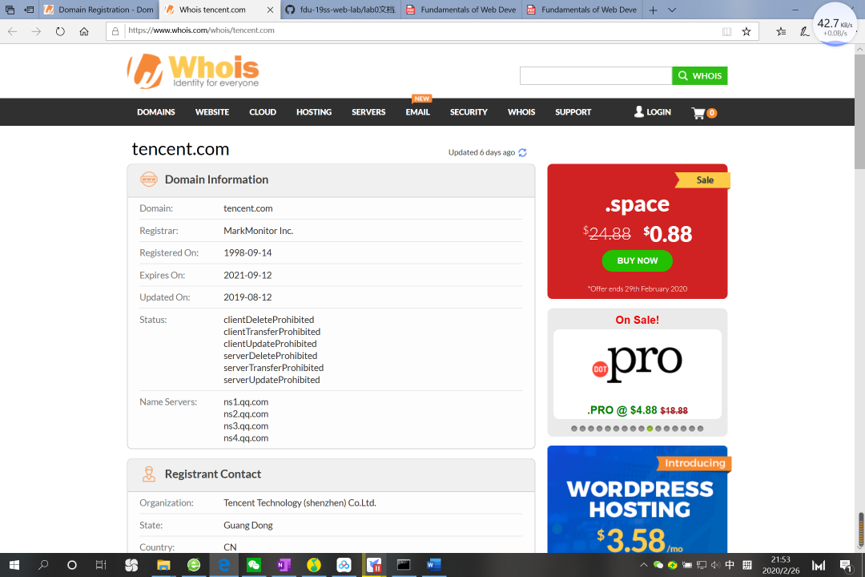 Domain Registration - Dom
Whois tencent.com
fdu-19ss-web-lab/lab0文档
Fundamentals of Web Deve
Fundamentals of Web Deve
https://www.whois.com/whois/tencent.com
42.7 K/s
+0.0B/s
Whois
Identity for everyone
WHOIS
NEW
DOMAINS WEBSITE CLOUD HOSTING SERVERS EMAIL SECURITY WHOIS SUPPORT LOGIN 0
tencent.com
Updated 6 days ago
Domain Information
Domain: tencent.com
Registrar: MarkMonitor Inc.
Registered On: 1998-09-14
Expires On: 2021-09-12
Updated On: 2019-08-12
Status: clientDeleteProhibited
clientTransferProhibited
clientUpdateProhibited
serverDeleteProhibited
serverTransferProhibited
serverUpdateProhibited
Name Servers: ns1.qq.com
ns2.qq.com
ns3.qq.com
ns4.qq.com
Registrant Contact
Organization: Tencent Technology (shenzhen) Co.Ltd.
State: Guang Dong
Country: CN
Sale
.space
$24.88 $0.88
BUY NOW
*Offer ends 29th February 2020
On Sale!
DOT pro
.PRO @ $4.88 $18.88
Introducing
WORDPRESS
HOSTING
$3.58/mo
中
21:53
2020/2/26